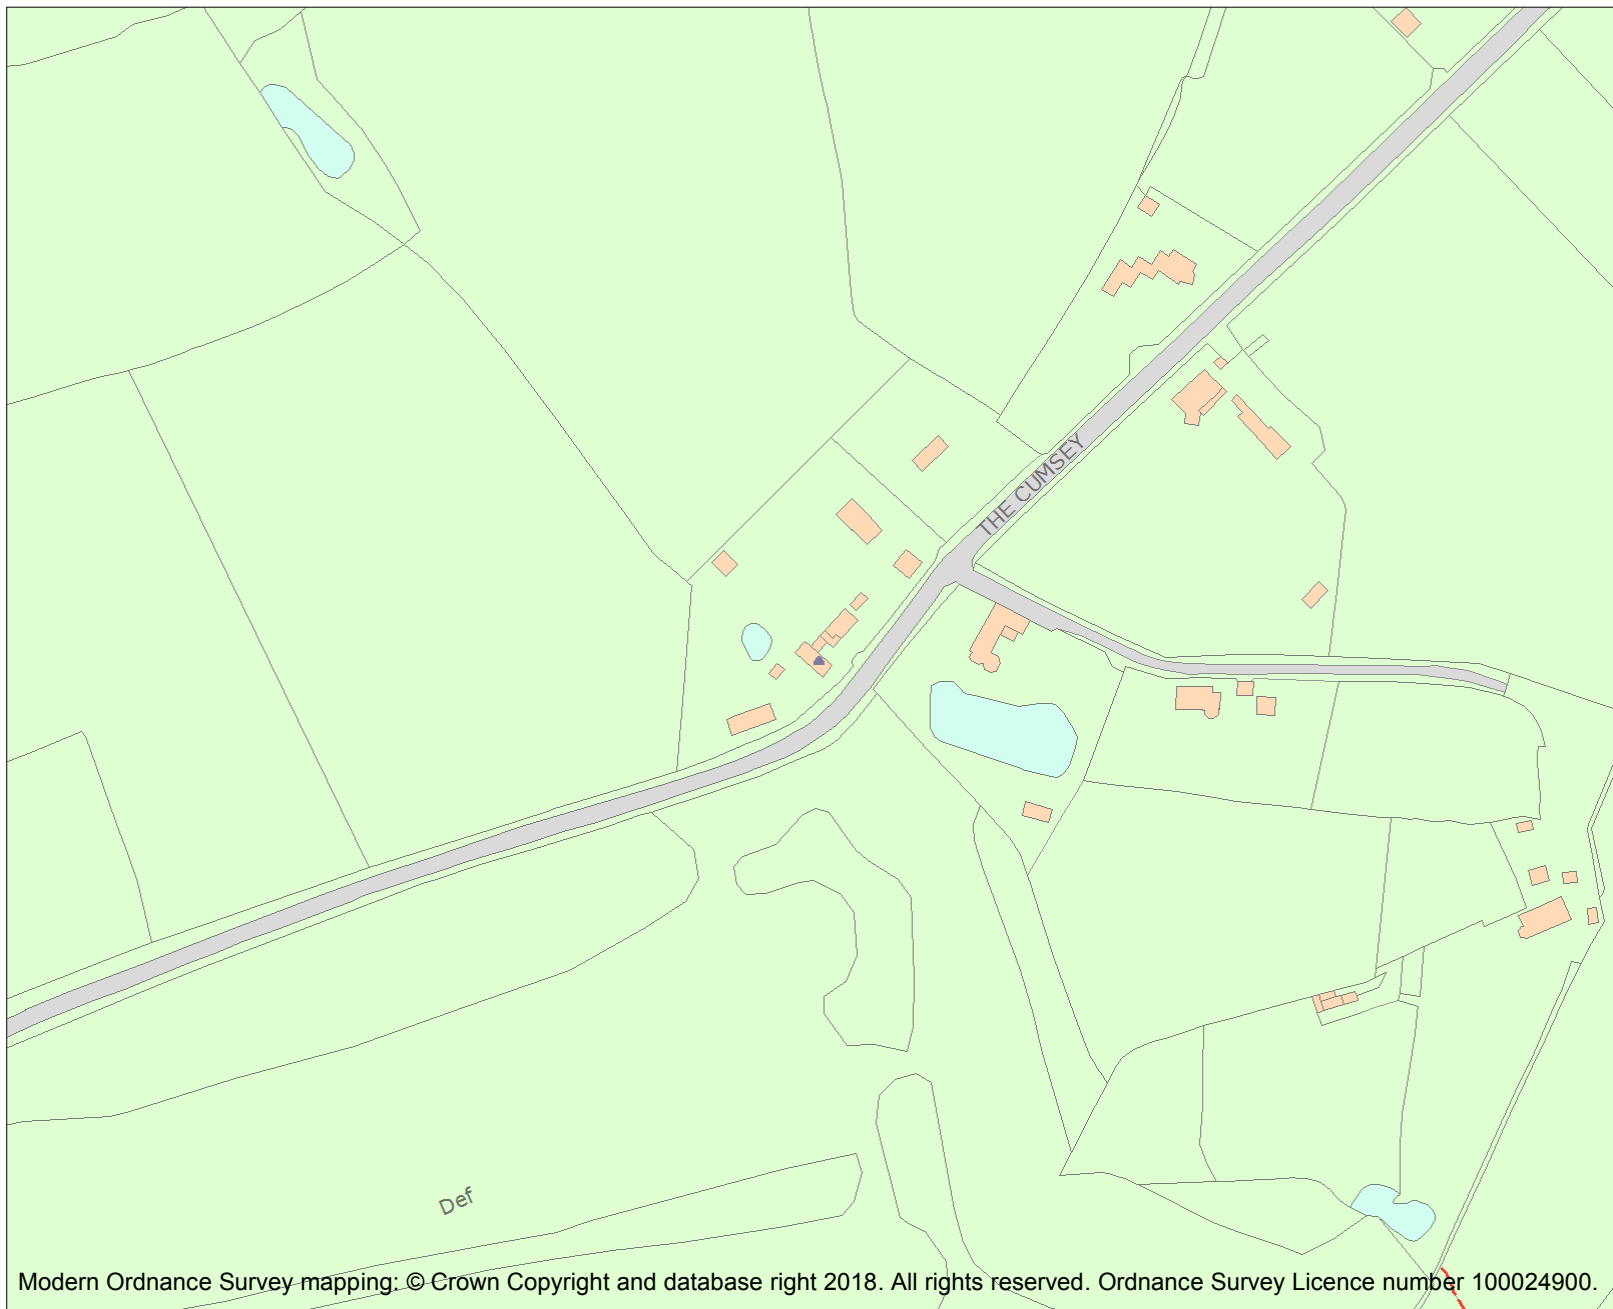 THE CUMSEY
Def
Modern Ordnance Survey mapping: © Crown Copyright and database right 2018. All rights reserved. Ordnance Survey Licence number 100024900.